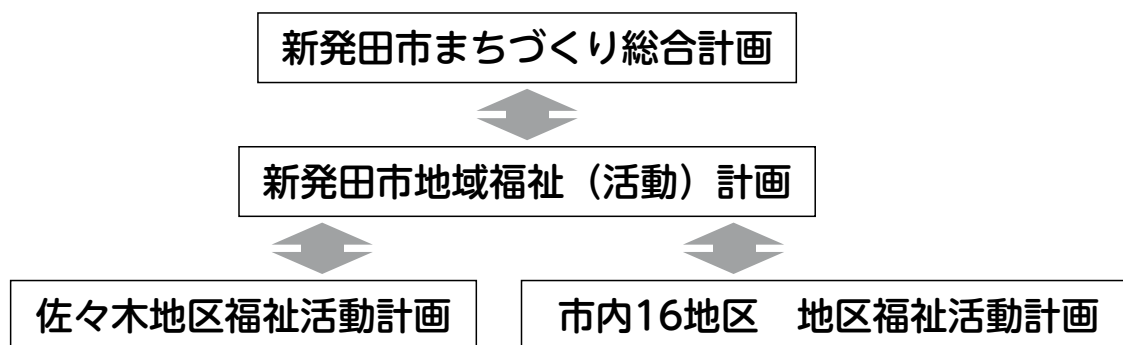 新発田市まちづくり総合計画
新発田市地域福祉（活動）計画
佐々木地区福祉活動計画
市内16地区　地区福祉活動計画